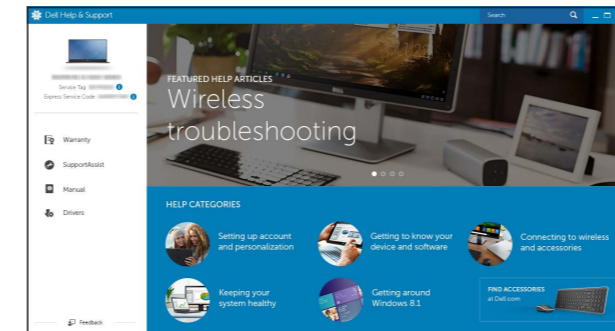 Dell Help & Support
Search
Service Tag:
Express Service Code:
Warranty
SupportAssist
Manual
Drivers
Feedback
FEATURED HELP ARTICLES
Wireless
troubleshooting
HELP CATEGORIES
Setting up account
and personalization
Getting to know your
device and software
Connecting to wireless
and accessories
Keeping your
system healthy
Getting around
Windows 8.1
FIND ACCESSORIES
at Dell.com